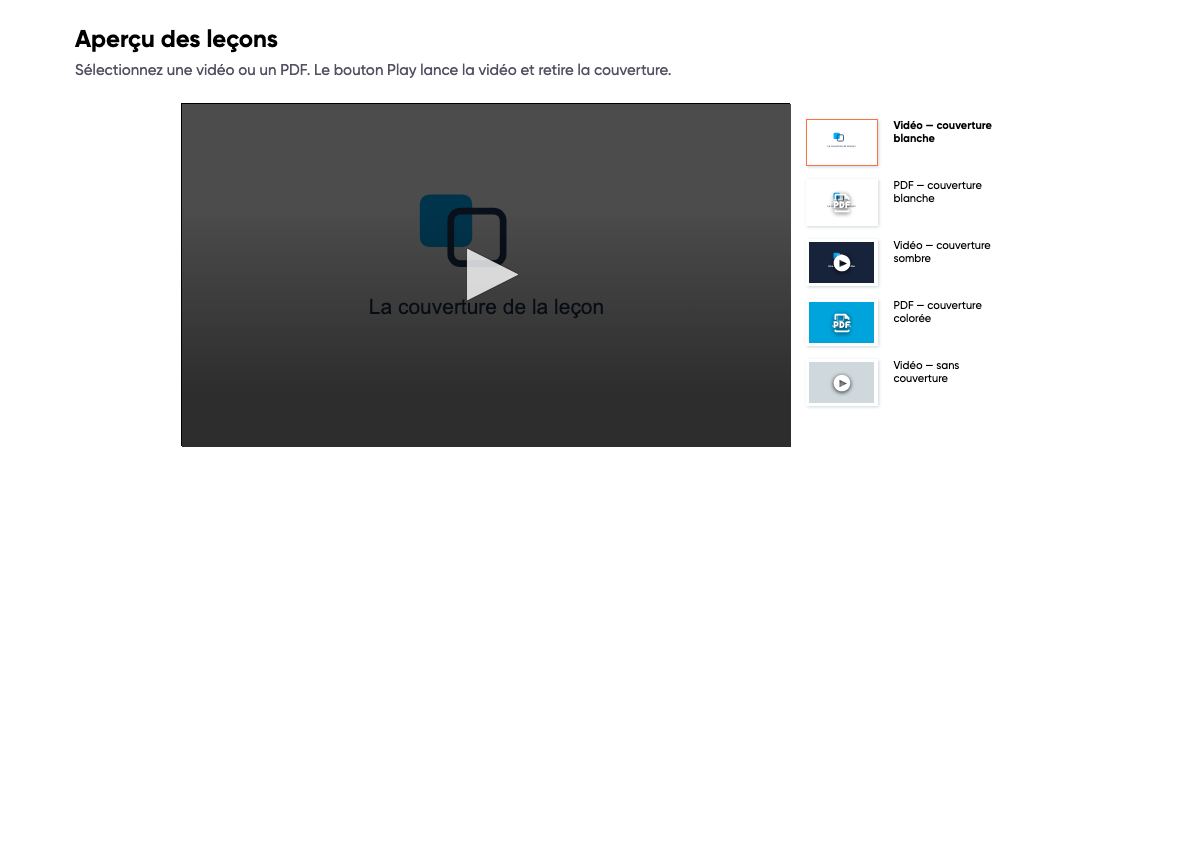 Aperçu des leçons
Sélectionnez une vidéo ou un PDF. Le bouton Play lance la vidéo et retire la couverture.
La couverture de la leçon
Vidéo — couverture
blanche
PDF
PDF — couverture
blanche
Vidéo — couverture
sombre
PDF
PDF — couverture
colorée
Vidéo — sans
couverture